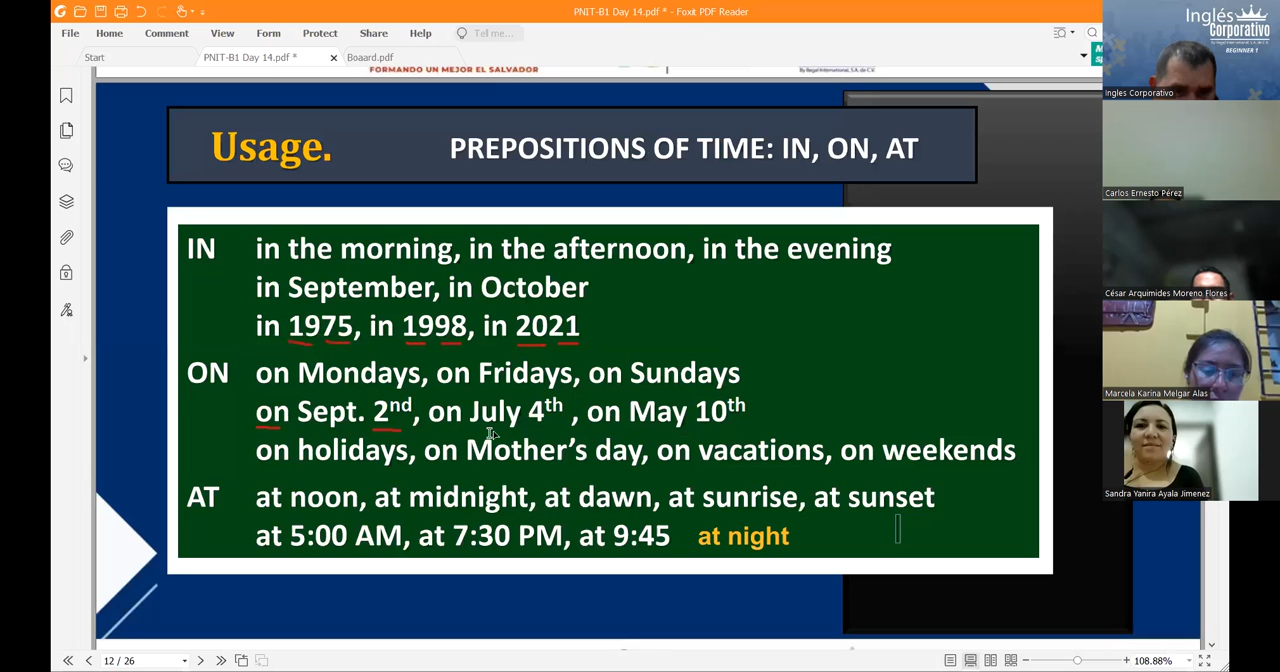 PNIT-B1 Day 14.pdf * - Foxit PDF Reader
File Home Comment View Form Protect Share Help Tell me...
Start PNIT-B1 Day 14.pdf * Boaard.pdf
FORMANDO UN MEJOR EL SALVADOR
Usage. PREPOSITIONS OF TIME: IN, ON, AT
IN in the morning, in the afternoon, in the evening
in September, in October
in 1975, in 1998, in 2021
ON on Mondays, on Fridays, on Sundays
on Sept. 2nd, on July 4th , on May 10th
on holidays, on Mother's day, on vacations, on weekends
AT at noon, at midnight, at dawn, at sunrise, at sunset
at 5:00 AM, at 7:30 PM, at 9:45 at night
12 / 26
108.88%
Inglés
Corporativo
BEGINNER 1
Ingles Corporativo
Carlos Ernesto Pérez
César Arquimides Moreno Flores
Marcela Karina Melgar Alas
Sandra Yanira Ayala Jimenez